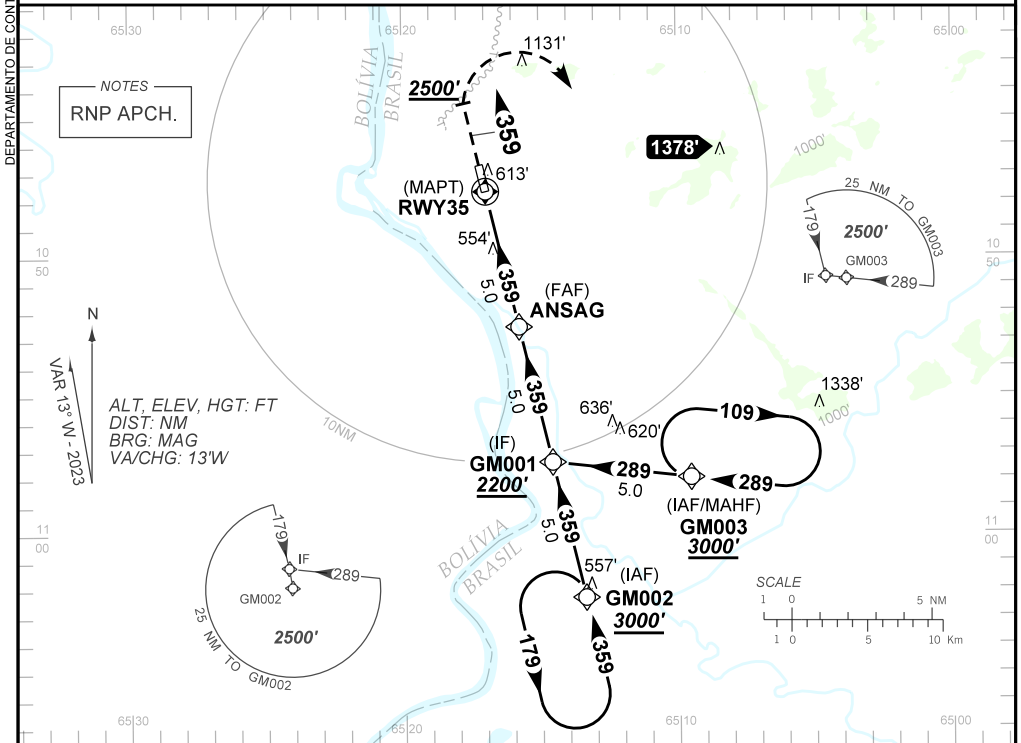 DEPARTAMENTO DE CONT
65|30
65|20
65|10
65|00
NOTES
RNP APCH.
BOLÍVIA
BRASIL
2500'
1131'
359
613'
(MAPT)
RWY35
1378'
1000'
25 NM TO GM003
179
2500'
GM003
IF
289
10
50
10
50
554'
359
5.0
(FAF)
ANSAG
N
VAR 13° W - 2023
ALT, ELEV, HGT: FT
DIST: NM
BRG: MAG
VA/CHG: 13'W
10NM
359
5.0
636'
620'
1338'
1000'
109
289
(IF)
GM001
2200'
289
5.0
(IAF/MAHF)
GM003
3000'
11
00
11
00
179
IF
289
GM002
2500'
25 NM TO GM002
BOLÍVIA
BRASIL
359
5.0
557'
(IAF)
GM002
3000'
179
359
SCALE
1 0 5 NM
1 0 5 10 Km
65|30
65|20
65|10
65|00